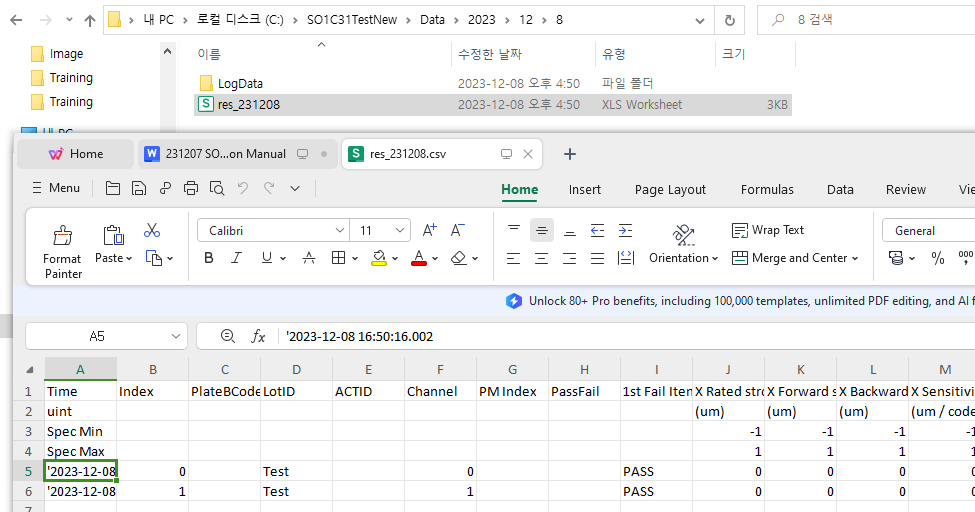 내 PC > 로컬 디스크 (C:) > SO1C31TestNew > Data > 2023 > 12 > 8
8 검색
Image
Training
Training
이름 수정한 날짜 유형 크기
LogData 2023-12-08 오후 4:50 파일 폴더
res_231208 2023-12-08 오후 4:50 XLS Worksheet 3KB
Home 231207 SO...on Manual res_231208.csv
Menu Home Insert Page Layout Formulas Data Review
Format Painter
Paste
Calibri 11
B I U A A
Wrap Text
General
Orientation Merge and Center % 000
Unlock 80+ Pro benefits, including 100,000 templates, unlimited PDF editing, and AI
A5 fx '2023-12-08 16:50:16.002
A B C D E F G H I J K L M
1 Time Index PlateBCode LotID ACTID Channel PM Index PassFail 1st Fail Item X Rated stro X Forward s X Backward X Sensitivi
2 uint (um) (um) (um) (um / code
3 Spec Min -1 -1 -1 -1
4 Spec Max 1 1 1 1
5 '2023-12-08 0 Test 0 PASS 0 0 0 0
6 '2023-12-08 1 Test 1 PASS 0 0 0 0
7